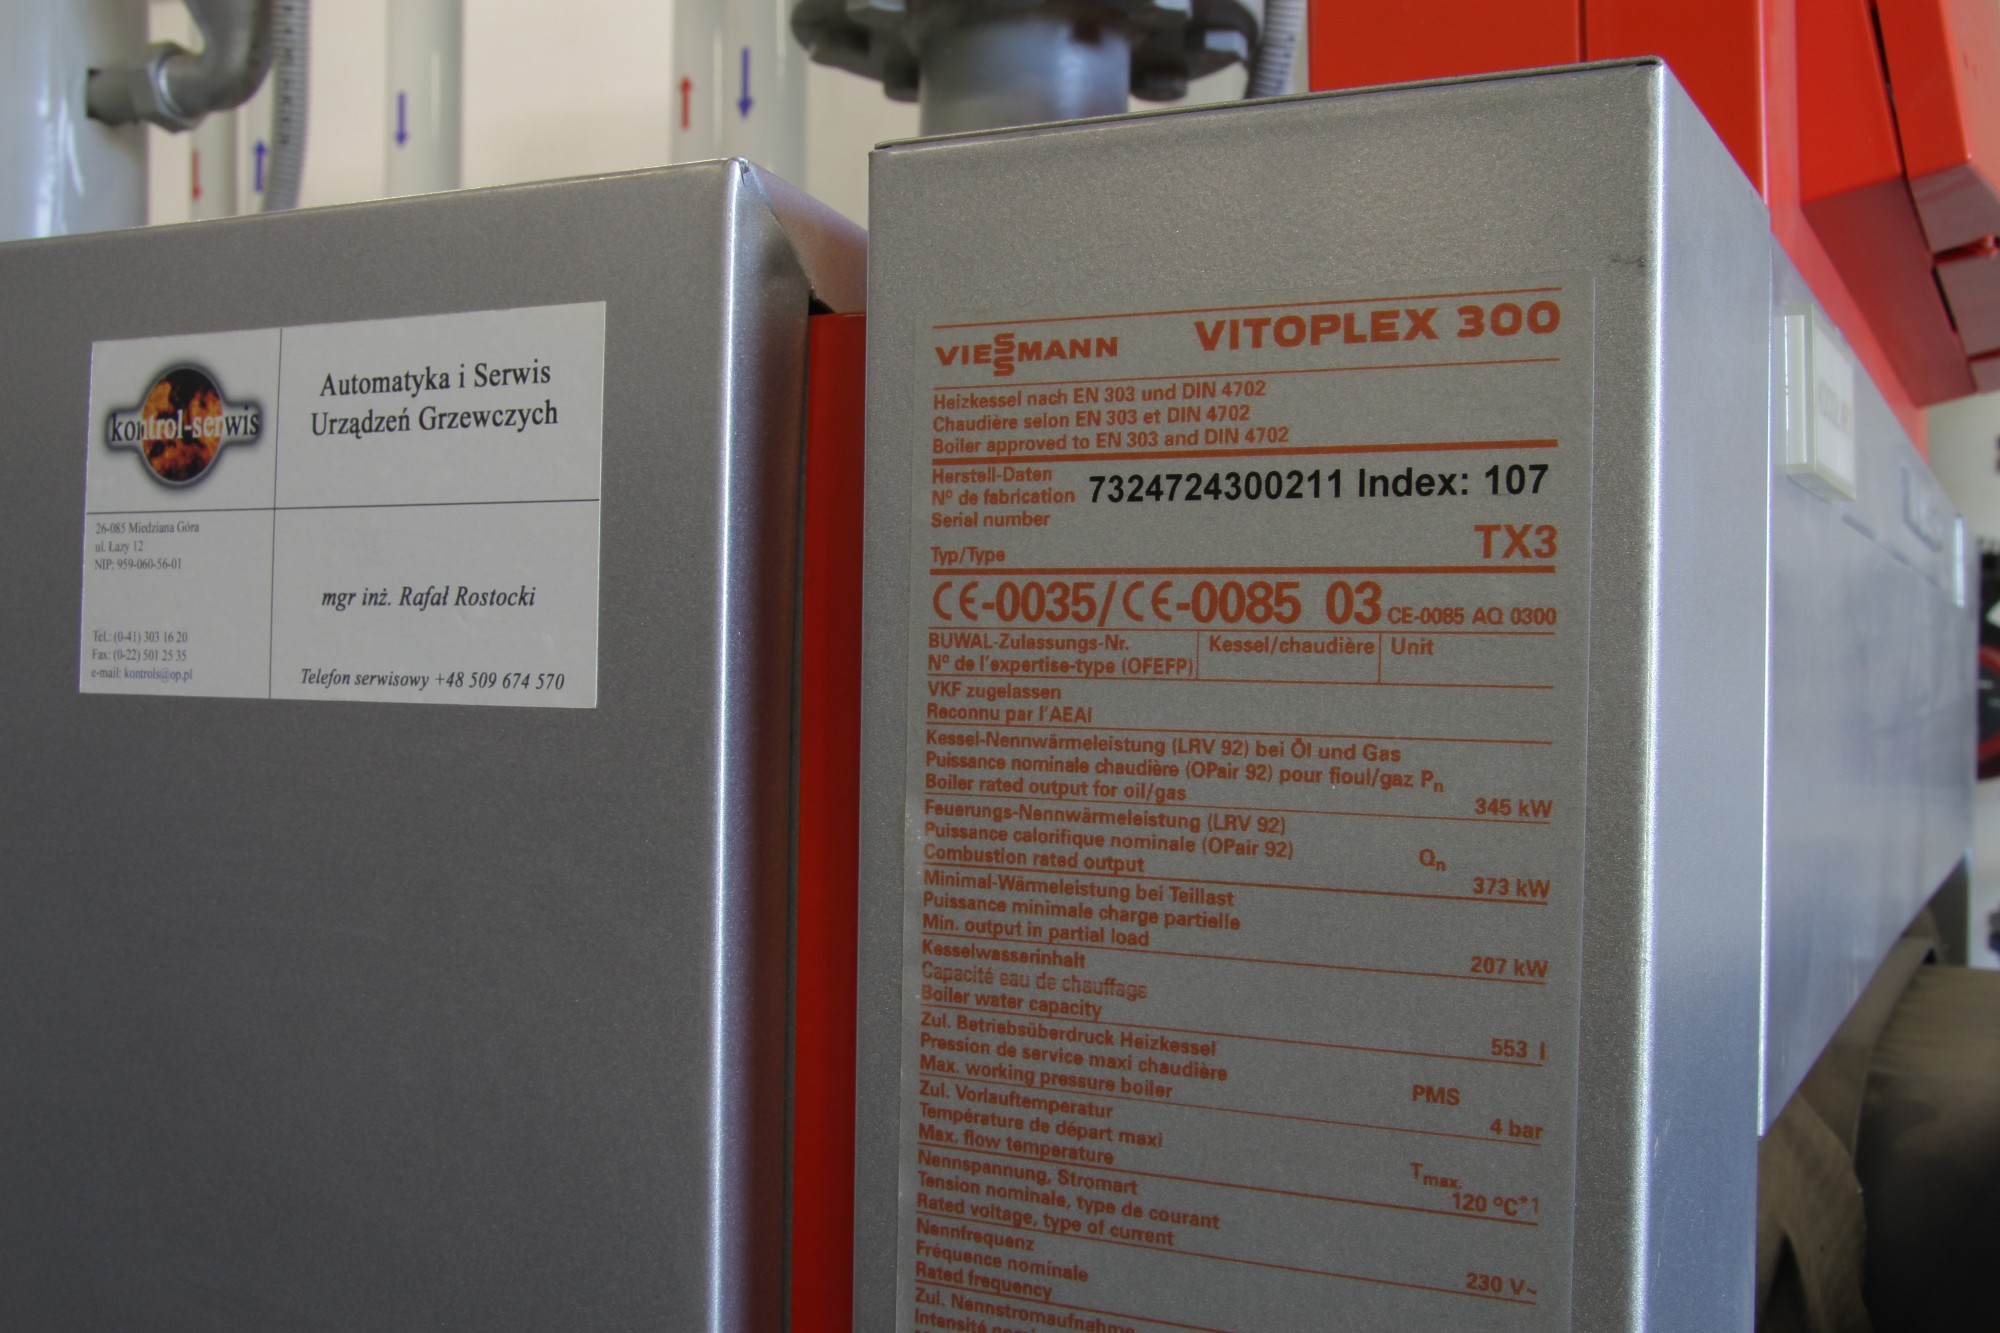 kontrol-serwis
Automatyka i Serwis
Urządzeń Grzewczych
26-085 Miedziana Góra
ul. Łazy 12
NIP: 959-060-56-01
mgr inż. Rafał Rostocki
Tel.: (0-41) 303 16 20
Fax: (0-22) 501 25 35
e-mail: kontrols@op.pl
Telefon serwisowy +48 509 674 570
VIESSMANN VITOPLEX 300
Heizkessel nach EN 303 und DIN 4702
Chaudière selon EN 303 et DIN 4702
Boiler approved to EN 303 and DIN 4702
Herstell-Daten
N° de fabrication 7324724300211 Index: 107
Serial number
Typ/Type TX3
CE-0035/CE-0085 03 CE-0085 AQ 0300
BUWAL-Zulassungs-Nr. Kessel/chaudière Unit
N° de l'expertise-type (OFEFP)
VKF zugelassen
Reconnu par l'AEAI
Kessel-Nennwärmeleistung (LRV 92) bei Öl und Gas
Puissance nominale chaudière (OPair 92) pour fioul/gaz Pn
Boiler rated output for oil/gas 345 kW
Feuerungs-Nennwärmeleistung (LRV 92)
Puissance calorifique nominale (OPair 92) Qn
Combustion rated output 373 kW
Minimal-Wärmeleistung bei Teillast
Puissance minimale charge partielle
Min. output in partial load 207 kW
Kesselwasserinhalt
Capacité eau de chauffage
Boiler water capacity 553 l
Zul. Betriebsüberdruck Heizkessel
Pression de service maxi chaudière PMS
Max. working pressure boiler 4 bar
Zul. Vorlauftemperatur
Température de départ maxi Tmax.
Max. flow temperature 120 °C*1
Nennspannung, Stromart
Tension nominale, type de courant
Rated voltage, type of current 230 V~
Nennfrequenz
Fréquence nominale
Rated frequency
Zul. Nennstromaufnahme
Intensité